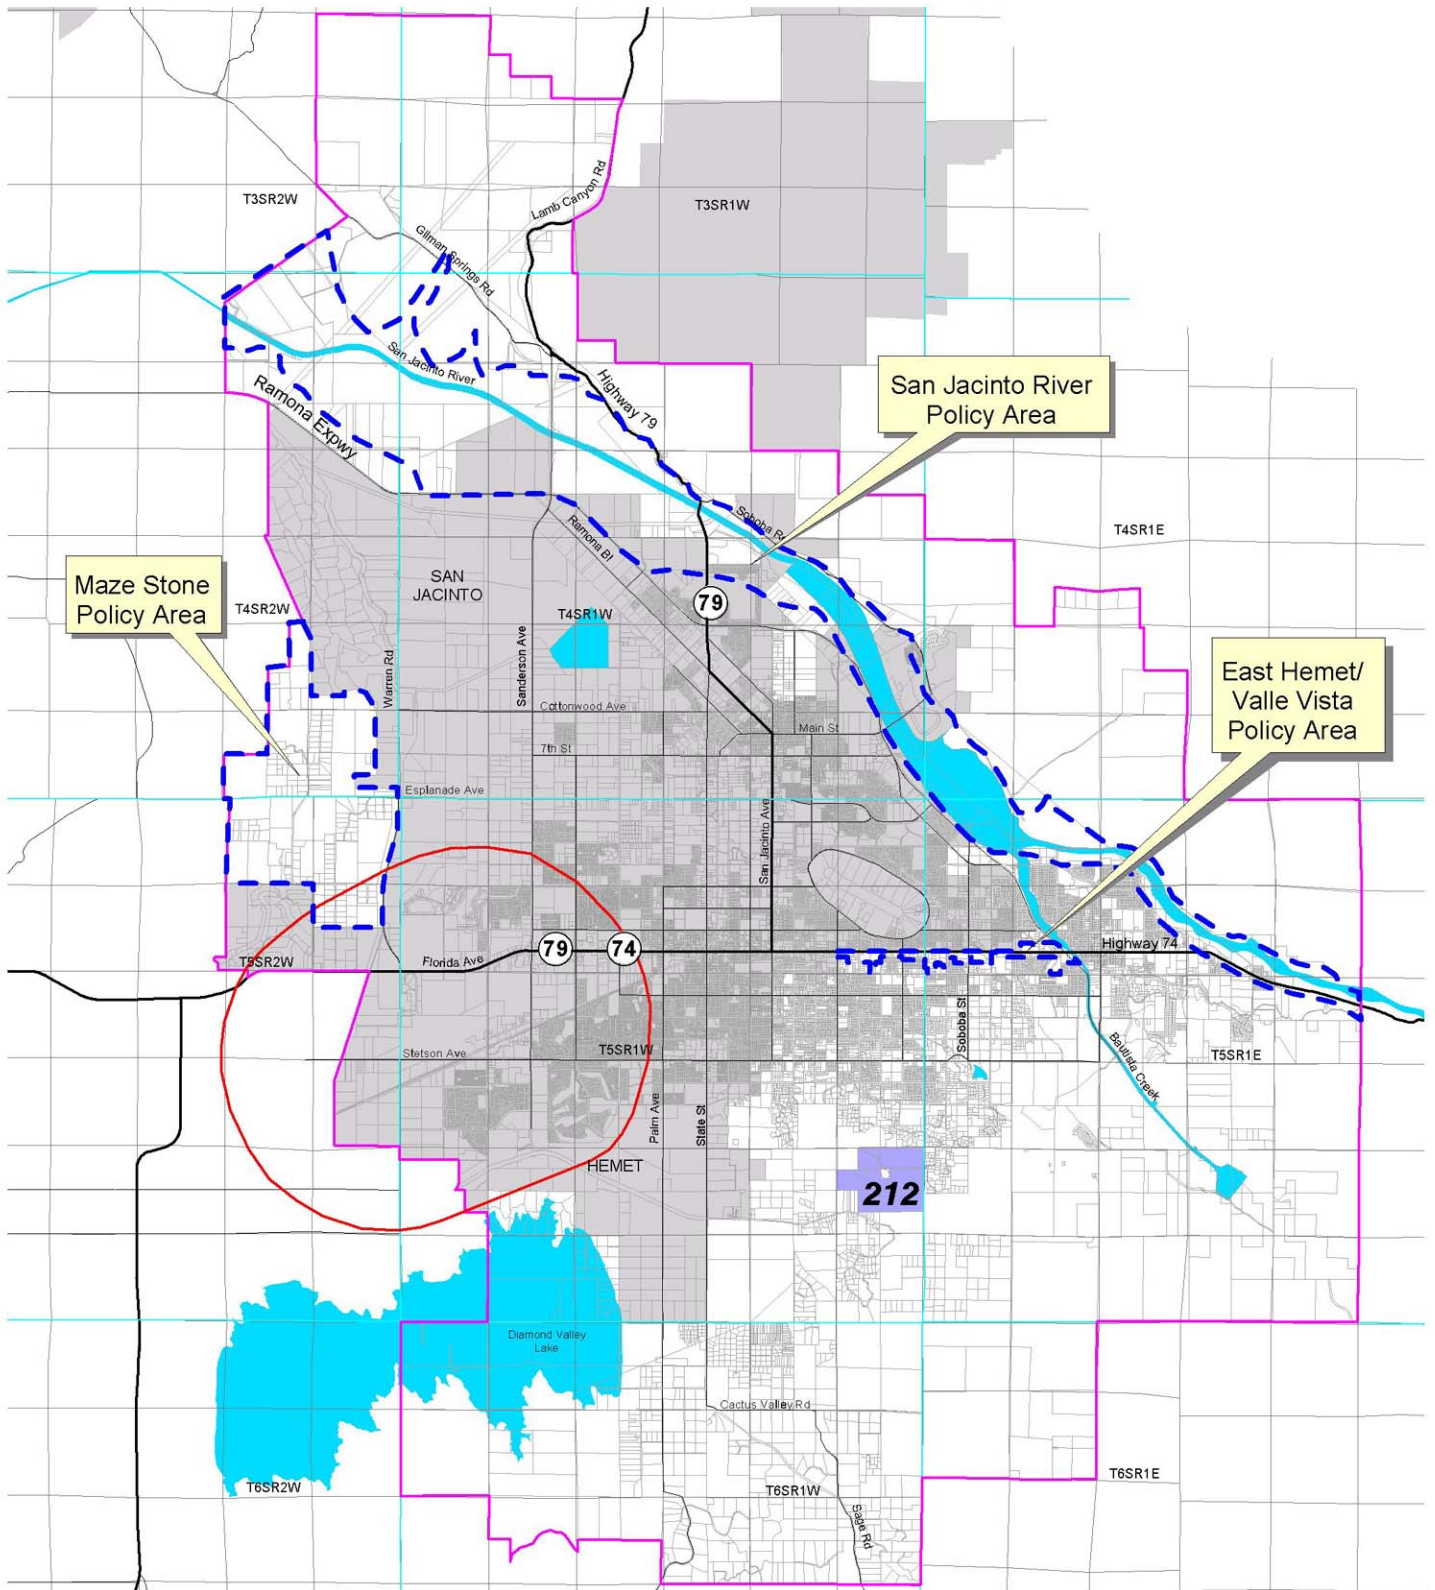 Lamb Canyon Rd
T3SR2W
T3SR1W
Gilman Springs Rd
San Jacinto River
Highway 79
Ramona Expwy
San Jacinto River
Policy Area
Soboba R
T4SR1E
Ramona Bl
SAN
JACINTO
Maze Stone
Policy Area
T4SR2W
T4SR1W
79
Sanderson Ave
Warren Rd
East Hemet/
Valle Vista
Policy Area
Cottonwood Ave
Main St
7th St
Esplanade Ave
San Jacinto Ave
Highway 74
79
74
T5SR2W
Florida Ave
Soboba St
Stetson Ave
T5SR1W
T5SR1E
Bautista Creek
Palm Ave
State St
HEMET
212
Diamond Valley
Lake
Cactus Valley Rd
T6SR2W
T6SR1W
T6SR1E
Sage Rd